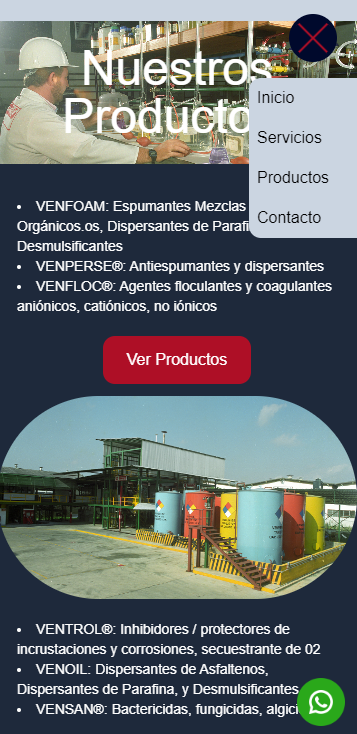 Nuestros
Producto
Inicio
Servicios
Productos
Contacto
• VENFOAM: Espumantes Mezclas
Orgánicos.os, Dispersantes de Parafi
Desmulsificantes
• VENPERSE®: Antiespumantes y dispersantes
• VENFLOC®: Agentes floculantes y coagulantes
aniónicos, catiónicos, no iónicos
Ver Productos
• VENTROL®: Inhibidores / protectores de
incrustaciones y corrosiones, secuestrante de 02
• VENOIL: Dispersantes de Asfaltenos,
Dispersantes de Parafina, y Desmulsificantes
• VENSAN®: Bactericidas, fungicidas, algici